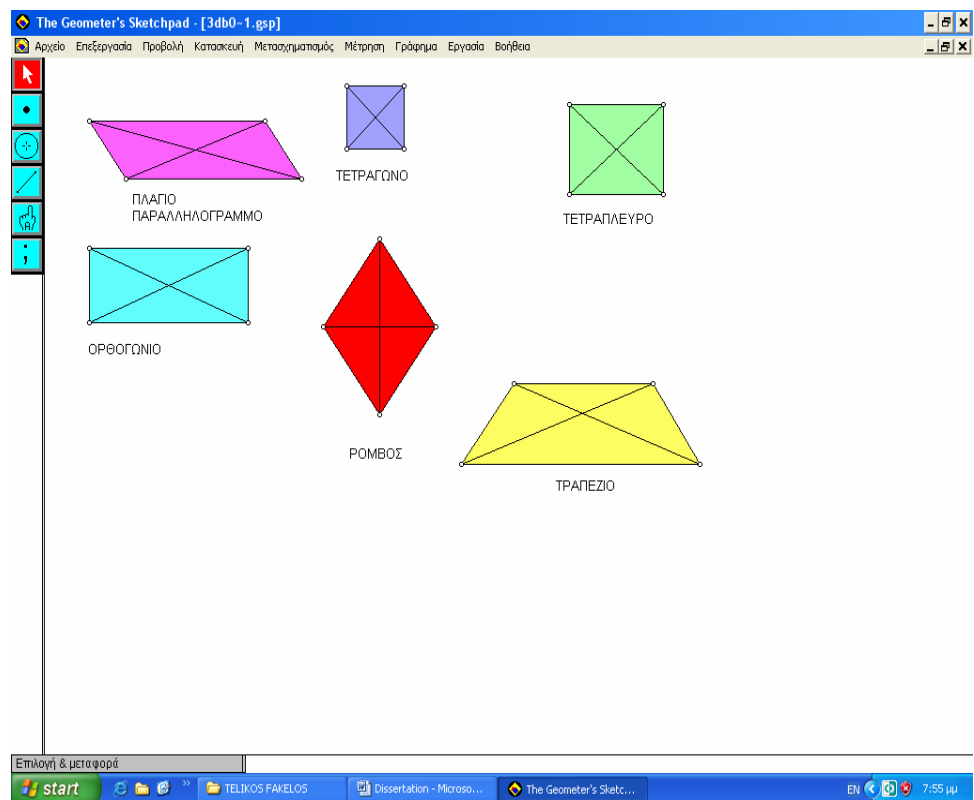 The Geometer's Sketchpad - [3db0~1.gsp]
Αρχείο Επεξεργασία Προβολή Κατασκευή Μετασχηματισμός Μέτρηση Γράφημα Εργασία Βοήθεια
ΤΕΤΡΑΓΩΝΟ
ΠΛΑΓΙΟ
ΠΑΡΑΛΛΗΛΟΓΡΑΜΜΟ
ΤΕΤΡΑΠΛΕΥΡΟ
ΟΡΘΟΓΩΝΙΟ
ΡΟΜΒΟΣ
ΤΡΑΠΕΖΙΟ
Επιλογή & μεταφορά
start TELIKOS FAKELOS Dissertation - Microso... The Geometer's Sketc... EN 7:55 μμ